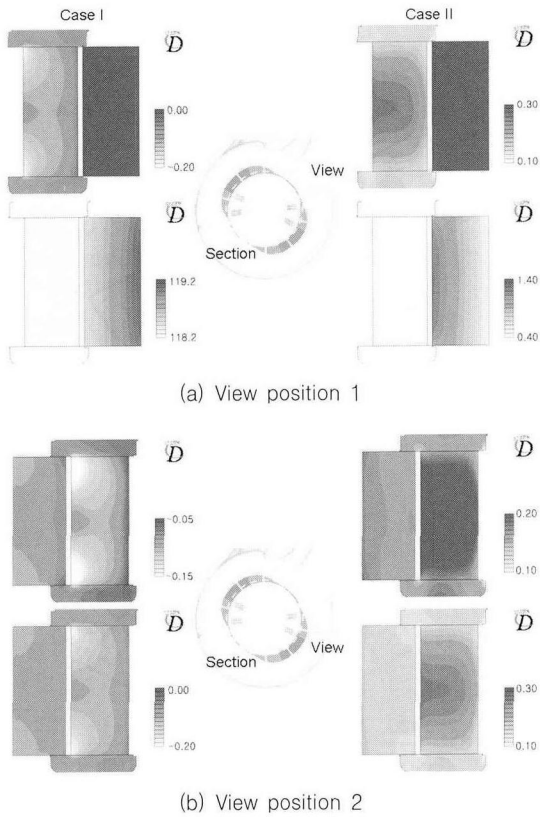 Case I
Case II
D
D
0.00
-0.20
0.30
0.10
View
Section
D
D
119.2
118.2
1.40
0.40
(a) View position 1
D
D
-0.05
-0.15
0.20
0.10
Section
View
D
D
0.00
-0.20
0.30
0.10
(b) View position 2